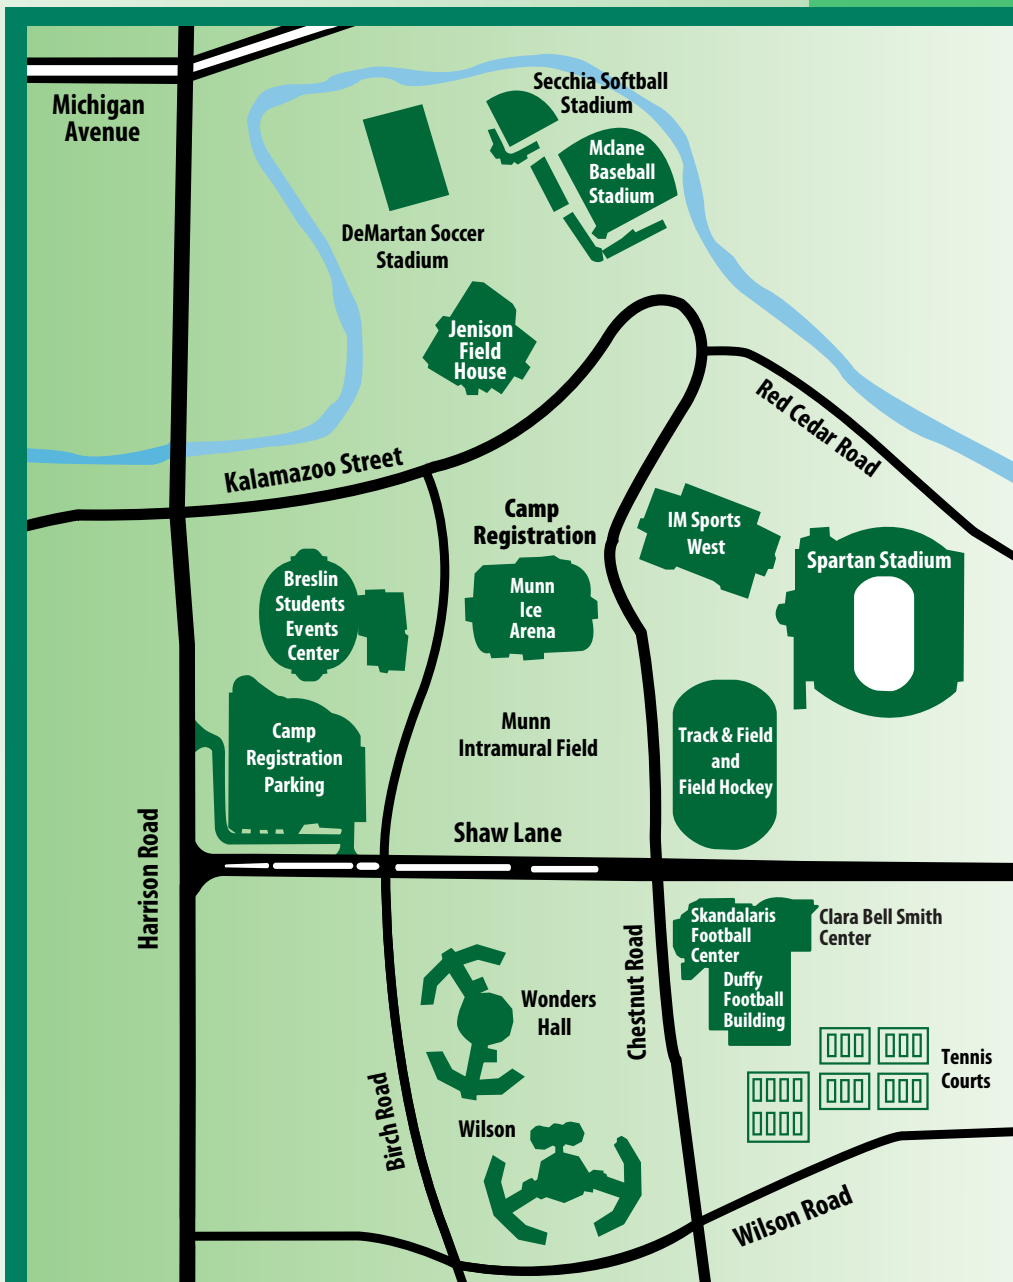 Michigan
Avenue
Secchia Softball
Stadium
Mclane
Baseball
Stadium
DeMartan Soccer
Stadium
Jenison
Field
House
Red Cedar Road
Kalamazoo Street
Camp
Registration
IM Sports
West
Spartan Stadium
Breslin
Students
Events
Center
Munn
Ice
Arena
Camp
Registration
Parking
Munn
Intramural Field
Track & Field
and
Field Hockey
Shaw Lane
Harrison Road
Skandalaris
Football
Center
Clara Bell Smith
Center
Duffy
Football
Building
Chestnut Road
Wonders
Hall
Tennis
Courts
Birch Road
Wilson
Wilson Road